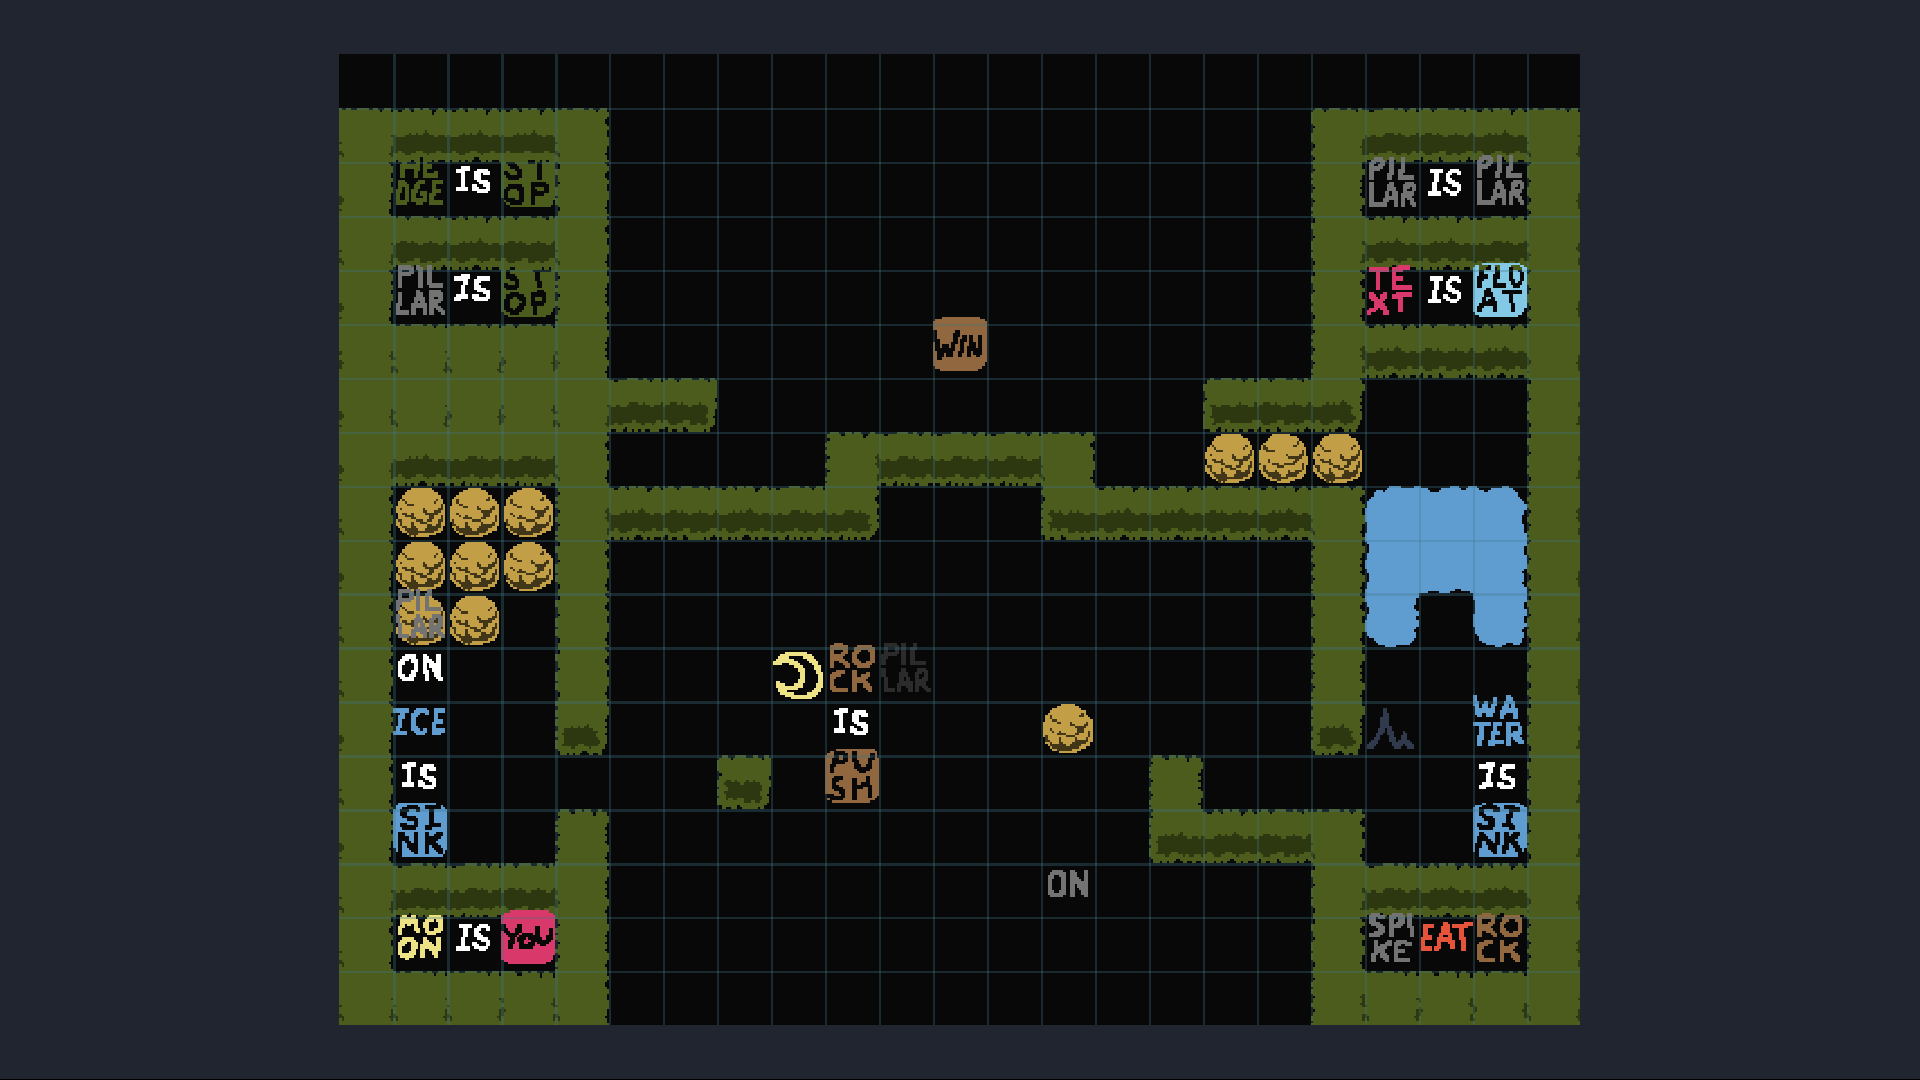 HEDGE IS STOP
PILLAR IS PILLAR
PILLAR IS STOP
TEXT IS FLOAT
WIN
PILLAR
ON
ICE
IS
SINK
ROCK PILLAR
IS
PUSH
WATER
IS
SINK
ON
MOON IS YOU
SPIKE EAT ROCK